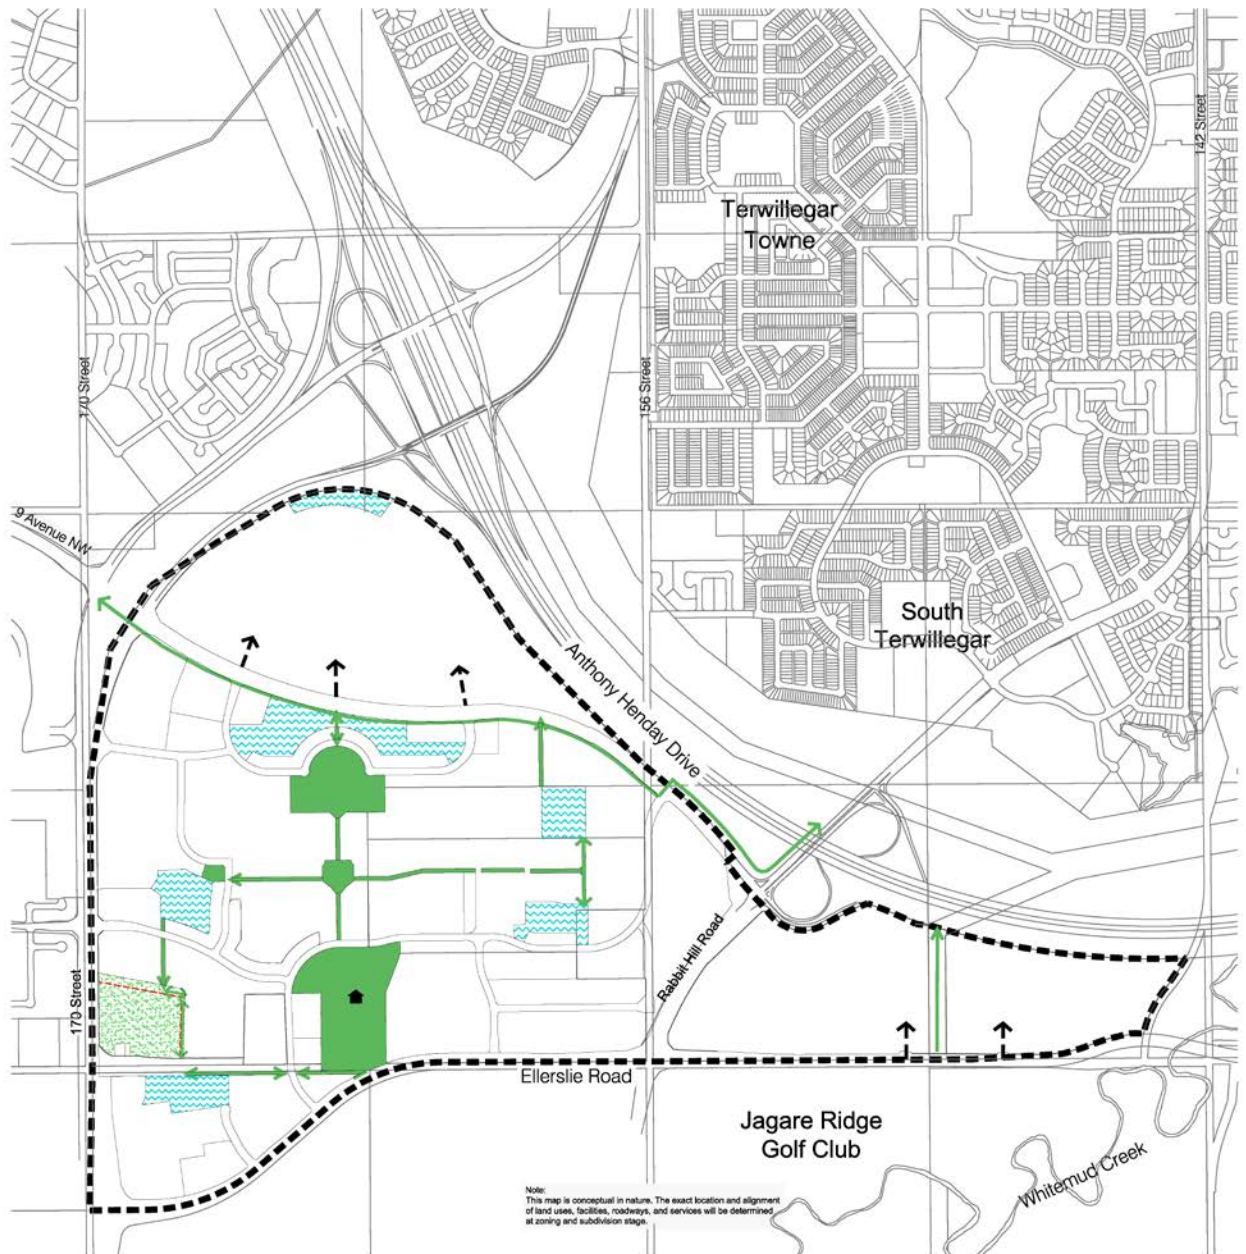 142 Street
Terwillegar
Towne
170 Street
156 Street
9 Avenue NW
South
Terwillegar
Anthony Henday Drive
Rabbit Hill Road
170 Street
Ellerslie Road
Jagare Ridge
Golf Club
Whitemud Creek
Note:
This map is conceptual in nature. The exact location and alignment
of land uses, facilities, roadways, and services will be determined
at zoning and subdivision stage.